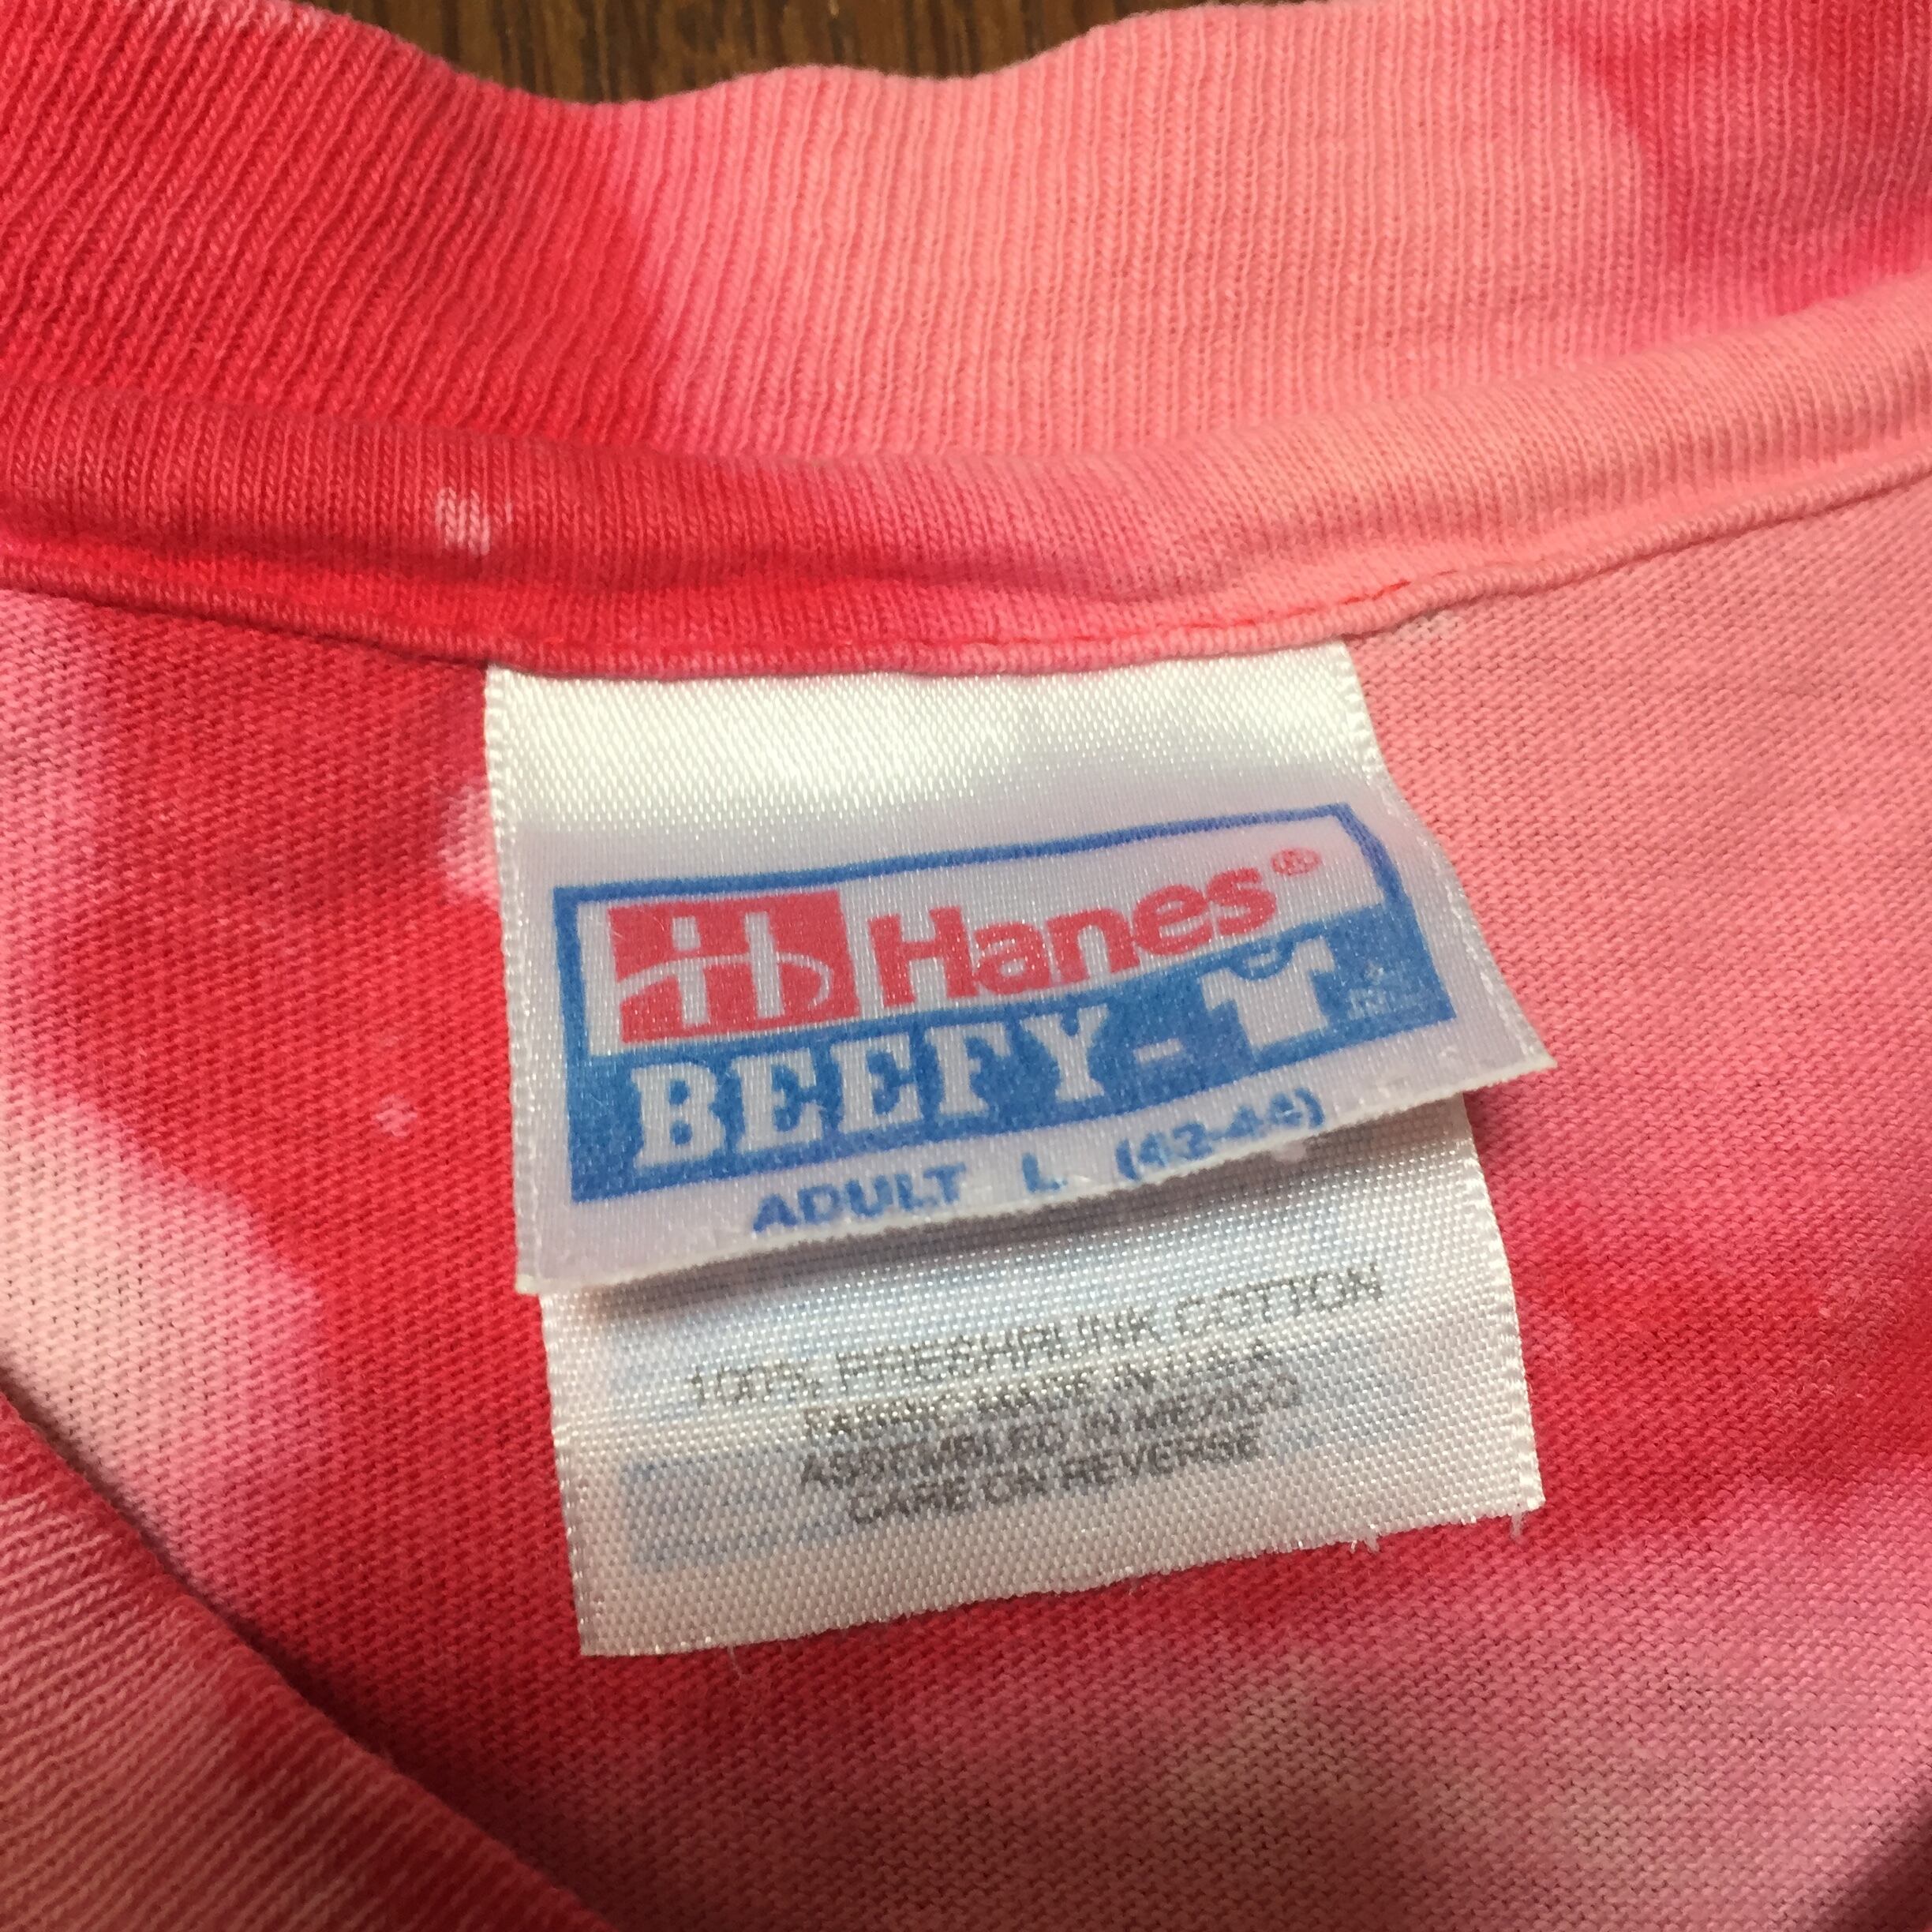 Hanes®
BEEFY-T
ADULT L (42-44)
100% PRESHRUNK COTTON
FABRIC MADE IN U.S.A
ASSEMBLED IN MEXICO
CARE ON REVERSE